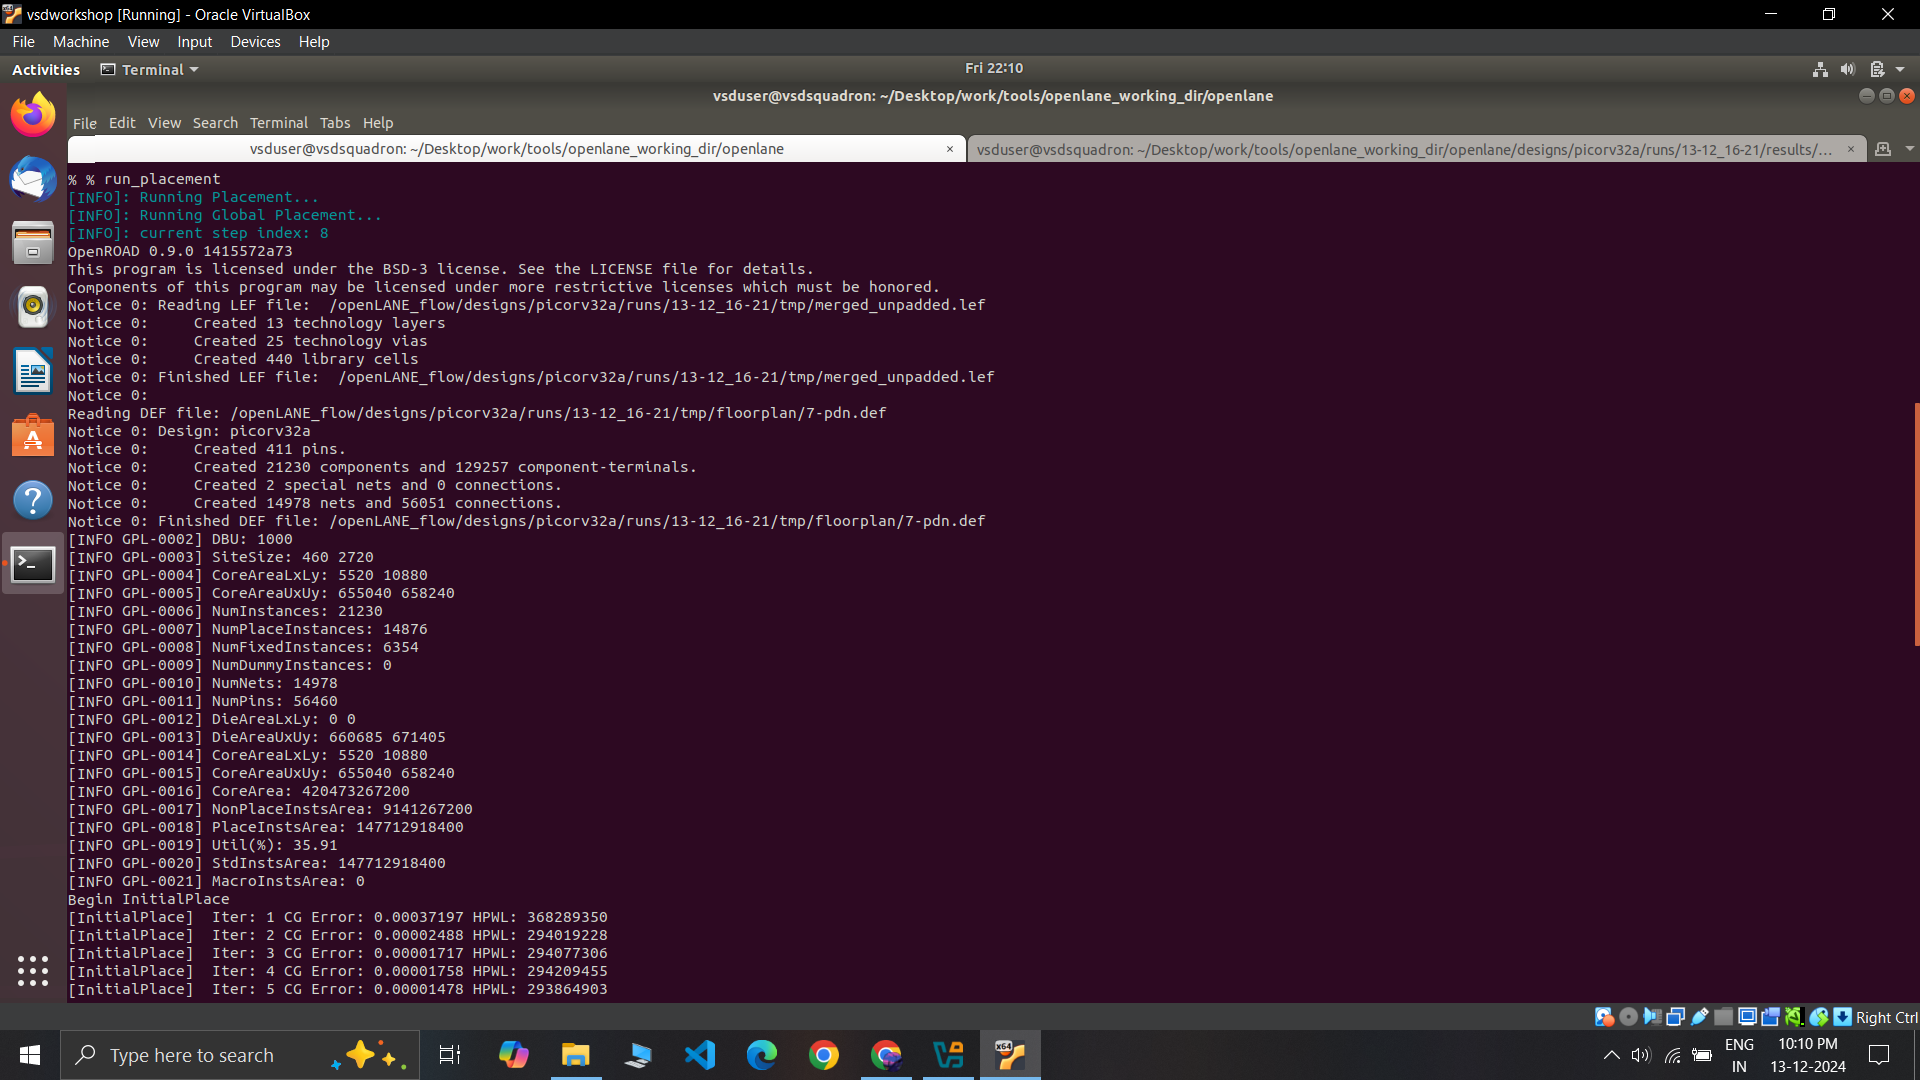 vsdworkshop [Running] - Oracle VirtualBox
File Machine View Input Devices Help
Activities Terminal Fri 22:10
vsduser@vsdsquadron: ~/Desktop/work/tools/openlane_working_dir/openlane
File Edit View Search Terminal Tabs Help
vsduser@vsdsquadron: ~/Desktop/work/tools/openlane_working_dir/openlane × vsduser@vsdsquadron: ~/Desktop/work/tools/openlane_working_dir/openlane/designs/picorv32a/runs/13-12_16-21/results/... ×
% % run_placement
[INFO]: Running Placement...
[INFO]: Running Global Placement...
[INFO]: current step index: 8
OpenROAD 0.9.0 1415572a73
This program is licensed under the BSD-3 license. See the LICENSE file for details.
Components of this program may be licensed under more restrictive licenses which must be honored.
Notice 0: Reading LEF file:  /openLANE_flow/designs/picorv32a/runs/13-12_16-21/tmp/merged_unpadded.lef
Notice 0:     Created 13 technology layers
Notice 0:     Created 25 technology vias
Notice 0:     Created 440 library cells
Notice 0: Finished LEF file:  /openLANE_flow/designs/picorv32a/runs/13-12_16-21/tmp/merged_unpadded.lef
Notice 0:
Reading DEF file: /openLANE_flow/designs/picorv32a/runs/13-12_16-21/tmp/floorplan/7-pdn.def
Notice 0: Design: picorv32a
Notice 0:     Created 411 pins.
Notice 0:     Created 21230 components and 129257 component-terminals.
Notice 0:     Created 2 special nets and 0 connections.
Notice 0:     Created 14978 nets and 56051 connections.
Notice 0: Finished DEF file: /openLANE_flow/designs/picorv32a/runs/13-12_16-21/tmp/floorplan/7-pdn.def
[INFO GPL-0002] DBU: 1000
[INFO GPL-0003] SiteSize: 460 2720
[INFO GPL-0004] CoreAreaLxLy: 5520 10880
[INFO GPL-0005] CoreAreaUxUy: 655040 658240
[INFO GPL-0006] NumInstances: 21230
[INFO GPL-0007] NumPlaceInstances: 14876
[INFO GPL-0008] NumFixedInstances: 6354
[INFO GPL-0009] NumDummyInstances: 0
[INFO GPL-0010] NumNets: 14978
[INFO GPL-0011] NumPins: 56460
[INFO GPL-0012] DieAreaLxLy: 0 0
[INFO GPL-0013] DieAreaUxUy: 660685 671405
[INFO GPL-0014] CoreAreaLxLy: 5520 10880
[INFO GPL-0015] CoreAreaUxUy: 655040 658240
[INFO GPL-0016] CoreArea: 420473267200
[INFO GPL-0017] NonPlaceInstsArea: 9141267200
[INFO GPL-0018] PlaceInstsArea: 147712918400
[INFO GPL-0019] Util(%): 35.91
[INFO GPL-0020] StdInstsArea: 147712918400
[INFO GPL-0021] MacroInstsArea: 0
Begin InitialPlace
[InitialPlace]  Iter: 1 CG Error: 0.00037197 HPWL: 368289350
[InitialPlace]  Iter: 2 CG Error: 0.00002488 HPWL: 294019228
[InitialPlace]  Iter: 3 CG Error: 0.00001717 HPWL: 294077306
[InitialPlace]  Iter: 4 CG Error: 0.00001758 HPWL: 294209455
[InitialPlace]  Iter: 5 CG Error: 0.00001478 HPWL: 293864903
Right Ctrl
Type here to search
ENG
IN
10:10 PM
13-12-2024